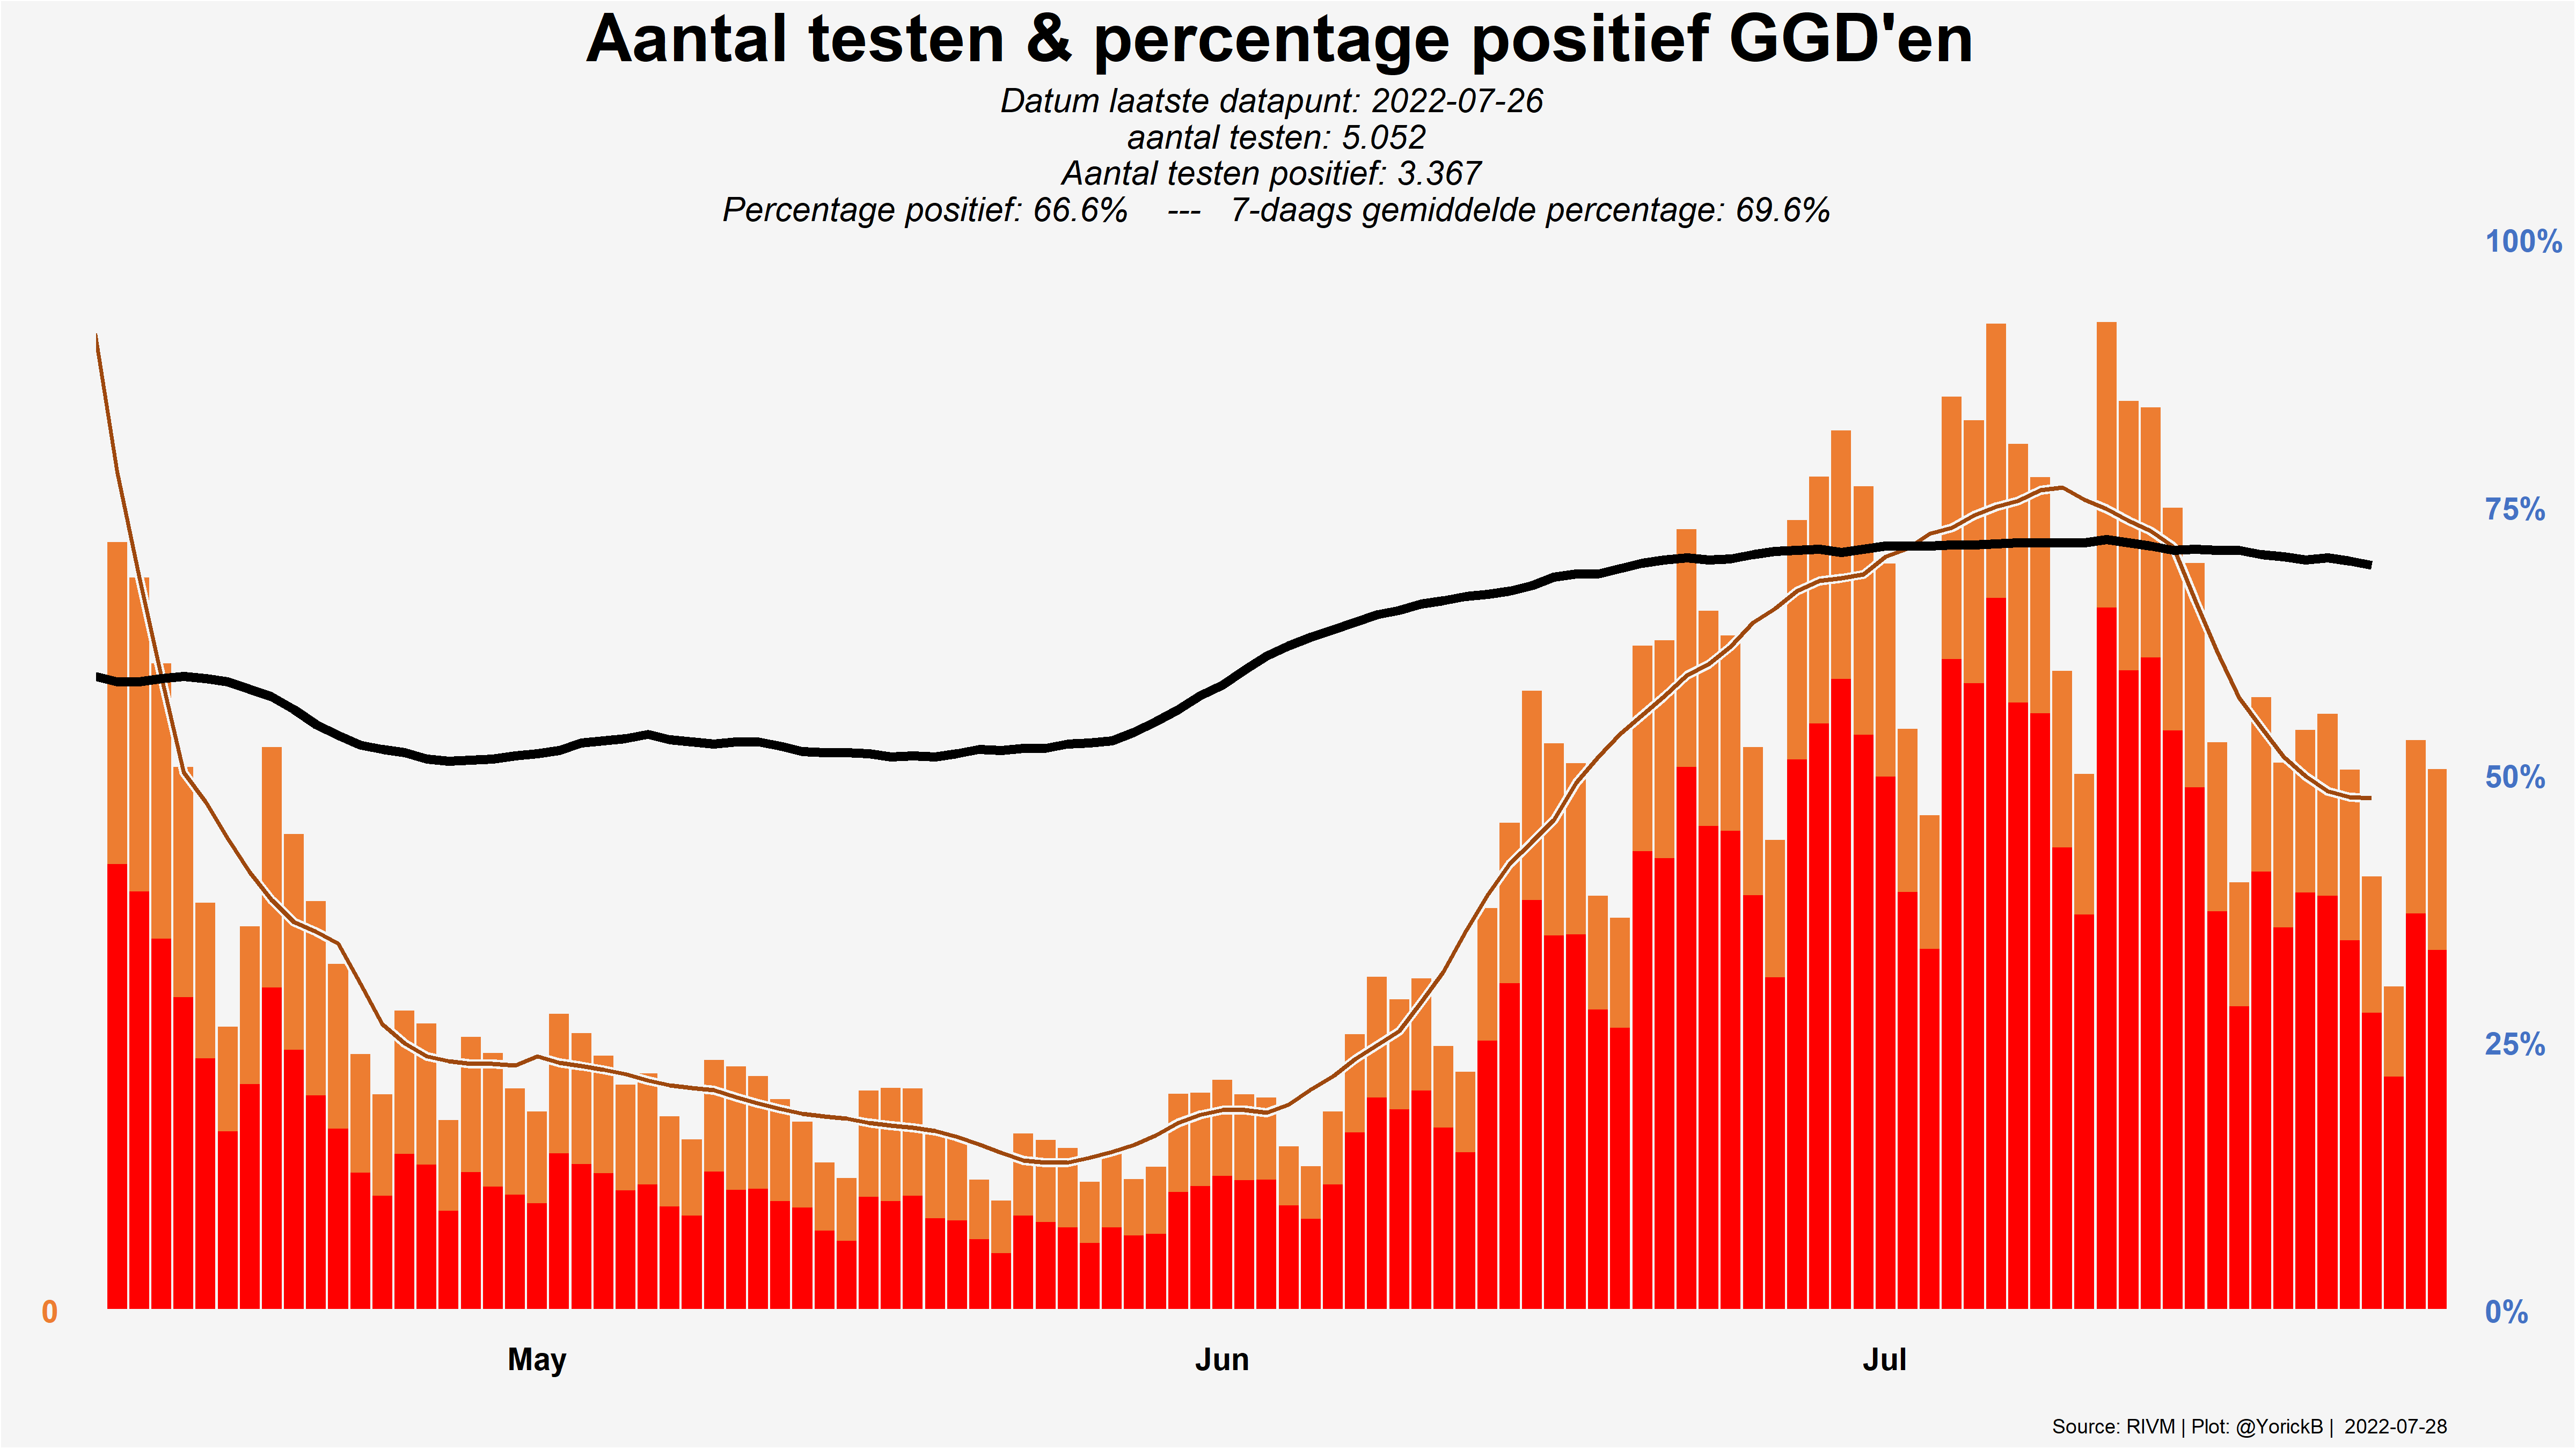 Aantal testen & percentage positief GGD'en
Datum laatste datapunt: 2022-07-26
aantal testen: 5.052
Aantal testen positief: 3.367
Percentage positief: 66.6% --- 7-daags gemiddelde percentage: 69.6%
100%
75%
50%
25%
0 0%
May Jun Jul
Source: RIVM | Plot: @YorickB | 2022-07-28